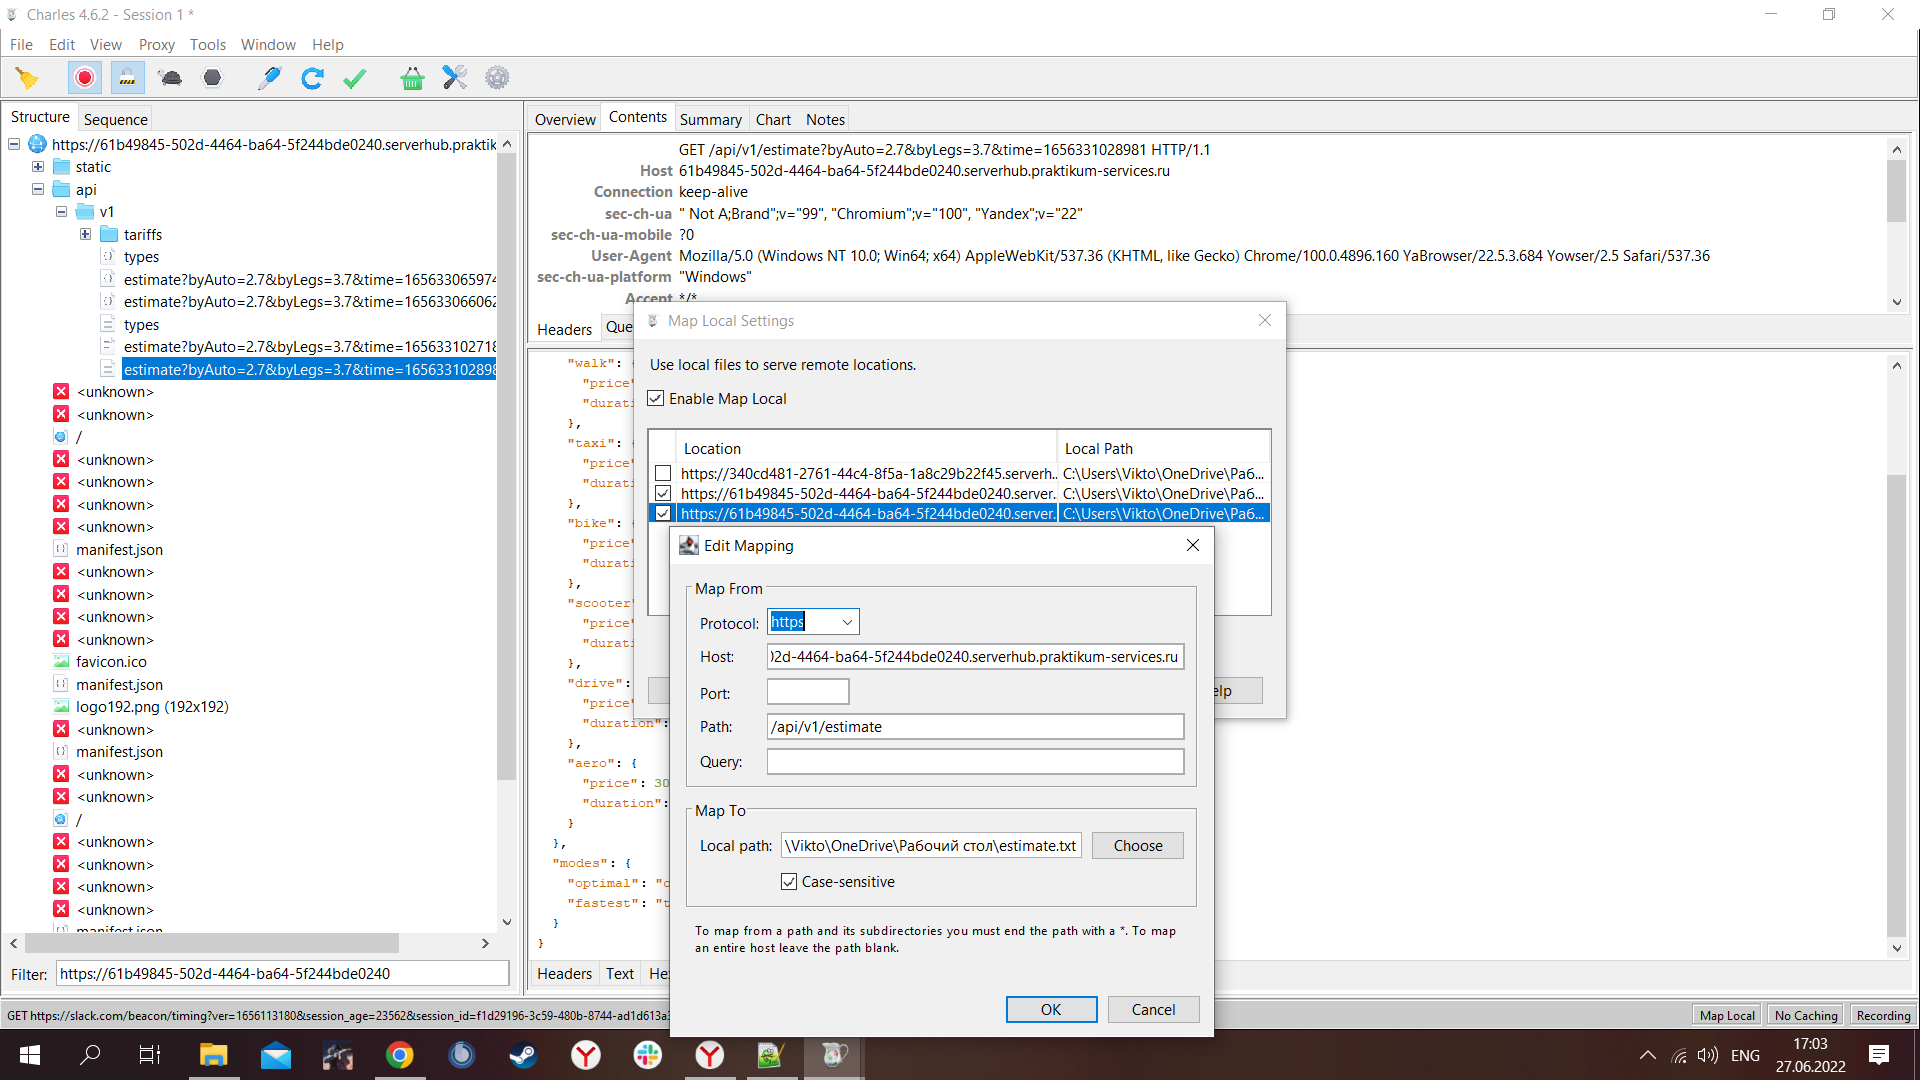 Charles 4.6.2 - Session 1 *
File Edit View Proxy Tools Window Help
Structure Sequence
https://61b49845-502d-4464-ba64-5f244bde0240.serverhub.praktik
static
api
v1
tariffs
types
estimate?byAuto=2.7&byLegs=3.7&time=165633065974
estimate?byAuto=2.7&byLegs=3.7&time=165633066062
types
estimate?byAuto=2.7&byLegs=3.7&time=165633102718
estimate?byAuto=2.7&byLegs=3.7&time=165633102898
<unknown>
<unknown>
/
<unknown>
<unknown>
<unknown>
<unknown>
manifest.json
<unknown>
<unknown>
<unknown>
<unknown>
favicon.ico
manifest.json
logo192.png (192x192)
<unknown>
manifest.json
<unknown>
<unknown>
/
<unknown>
<unknown>
<unknown>
<unknown>
manifest.json
Filter: https://61b49845-502d-4464-ba64-5f244bde0240
Overview Contents Summary Chart Notes
GET /api/v1/estimate?byAuto=2.7&byLegs=3.7&time=1656331028981 HTTP/1.1
Host 61b49845-502d-4464-ba64-5f244bde0240.serverhub.praktikum-services.ru
Connection keep-alive
sec-ch-ua " Not A;Brand";v="99", "Chromium";v="100", "Yandex";v="22"
sec-ch-ua-mobile ?0
User-Agent Mozilla/5.0 (Windows NT 10.0; Win64; x64) AppleWebKit/537.36 (KHTML, like Gecko) Chrome/100.0.4896.160 YaBrowser/22.5.3.684 Yowser/2.5 Safari/537.36
sec-ch-ua-platform "Windows"
Accept */*
Headers Que
"walk": {
"price"
"durati
},
"taxi": {
"price"
"durati
},
"bike": {
"price"
"durati
},
"scooter"
"price"
"durati
},
"drive":
"price"
"duration":
},
"aero": {
"price": 30
"duration":
}
},
"modes": {
"optimal": "
"fastest": "t
}
}
Headers Text Hex
Map Local Settings
Use local files to serve remote locations.
Enable Map Local
Location Local Path
https://340cd481-2761-44c4-8f5a-1a8c29b22f45.serverh... C:\Users\Vikto\OneDrive\Раб...
https://61b49845-502d-4464-ba64-5f244bde0240.server... C:\Users\Vikto\OneDrive\Раб...
https://61b49845-502d-4464-ba64-5f244bde0240.server... C:\Users\Vikto\OneDrive\Раб...
elp
Edit Mapping
Map From
Protocol: https
Host: 02d-4464-ba64-5f244bde0240.serverhub.praktikum-services.ru
Port:
Path: /api/v1/estimate
Query:
Map To
Local path: \Vikto\OneDrive\Рабочий стол\estimate.txt Choose
Case-sensitive
To map from a path and its subdirectories you must end the path with a *. To map
an entire host leave the path blank.
OK Cancel
GET https://slack.com/beacon/timing?ver=1656113180&session_age=23562&session_id=f1d29196-3c59-480b-8744-ad1d613a3
Map Local No Caching Recording
ENG 17:03
27.06.2022